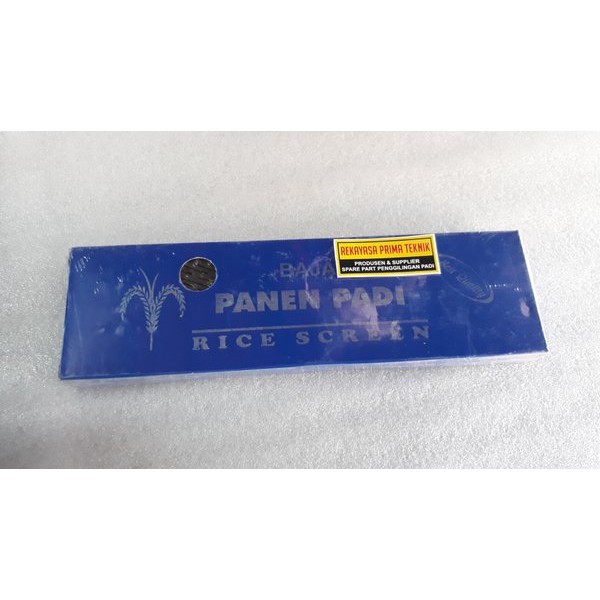 REKAYASA PRIMA TEKNIK
PRODUSEN & SUPPLIER
SPARE PART PENGGILINGAN PADI
BAJA
PANEN PADI
RICE SCREEN